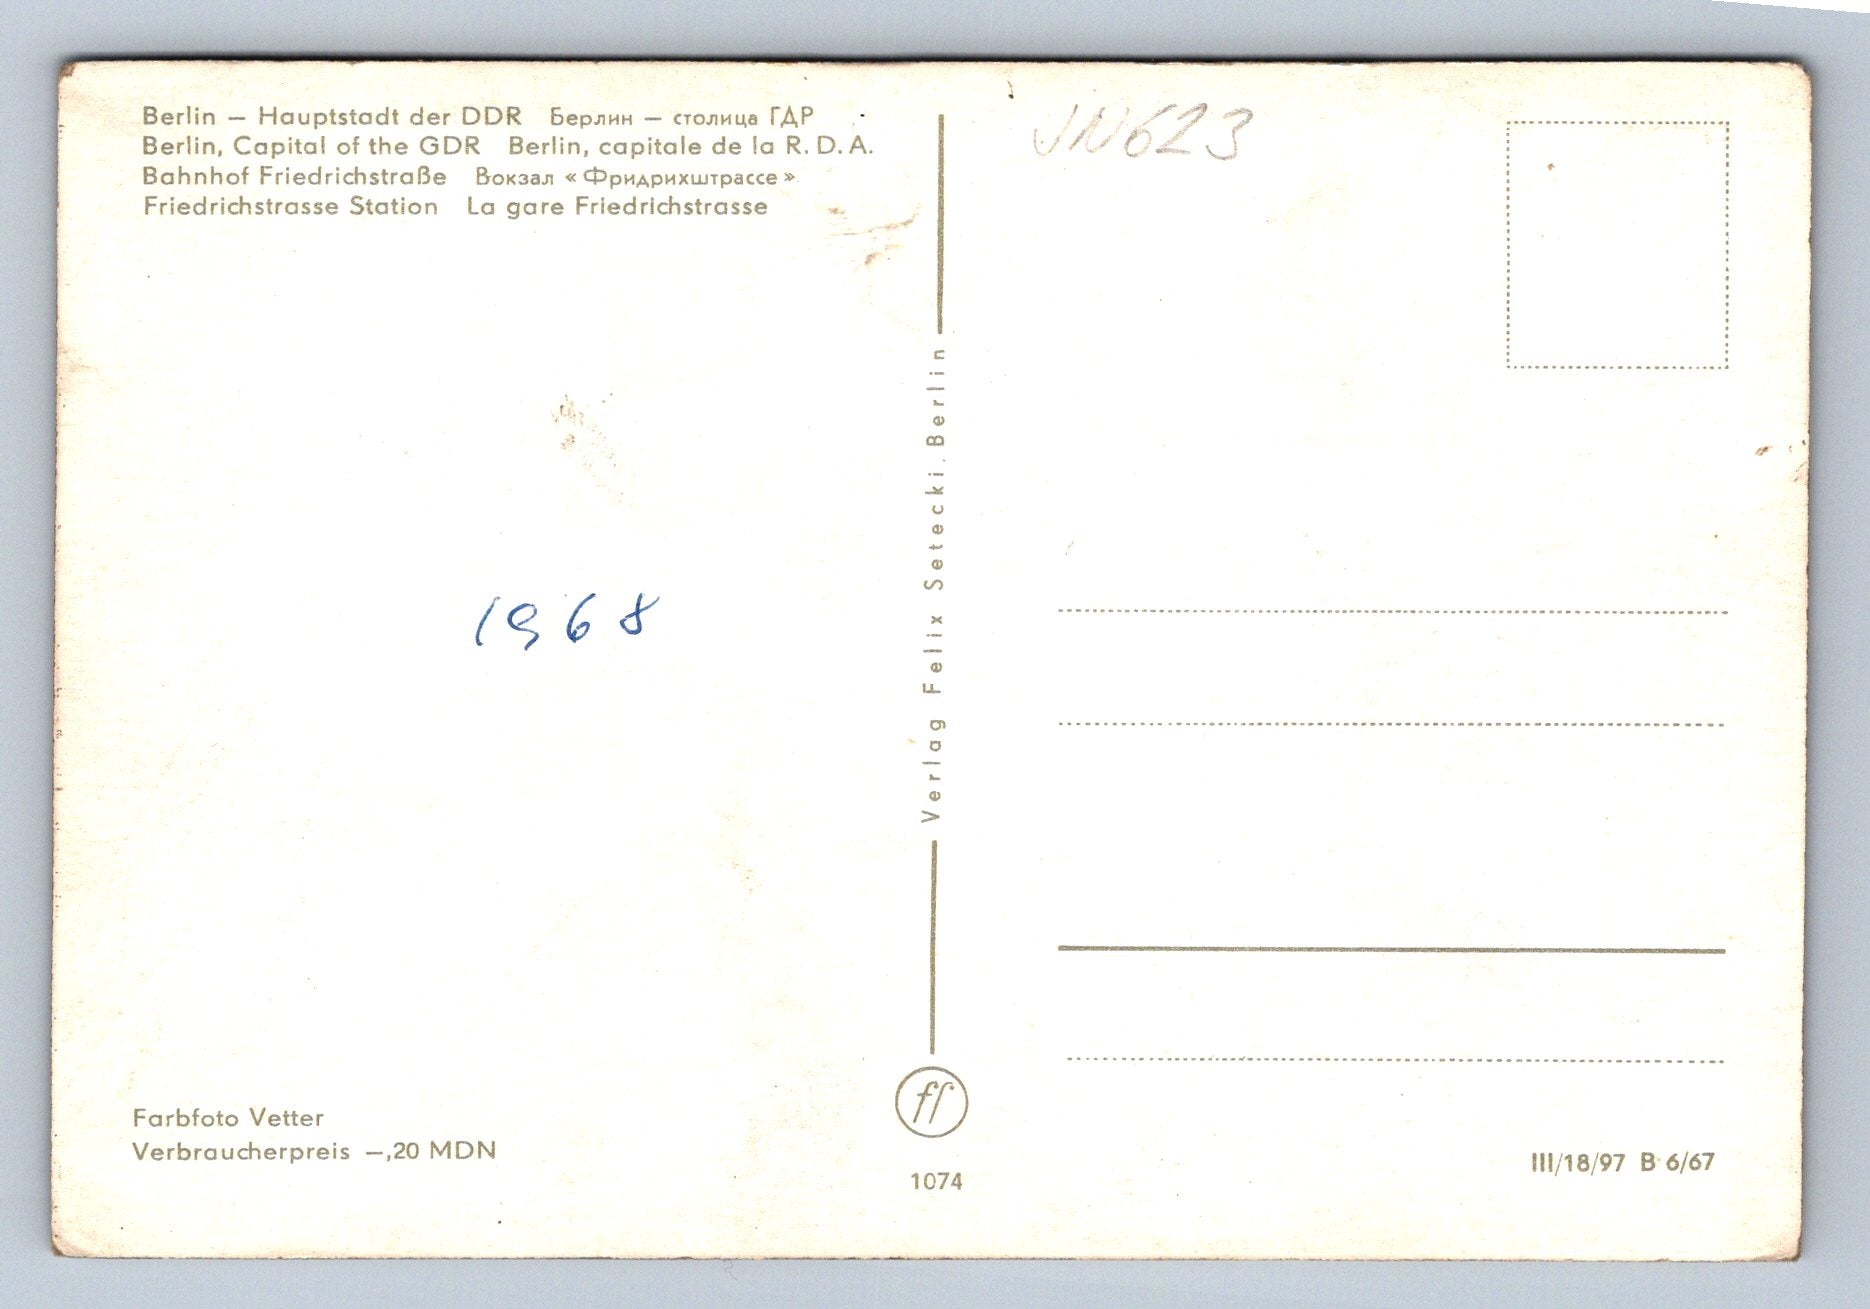 Berlin – Hauptstadt der DDR Берлин – столица ГДР
Berlin, Capital of the GDR Berlin, capitale de la R. D. A.
Bahnhof Friedrichstraße Вокзал «Фридрихштрассе»
Friedrichstrasse Station La gare Friedrichstrasse
1968
Farbfoto Vetter
Verbraucherpreis –,20 MDN
Verlag Felix Setecki. Berlin
1074
JN623
III/18/97 B 6/67